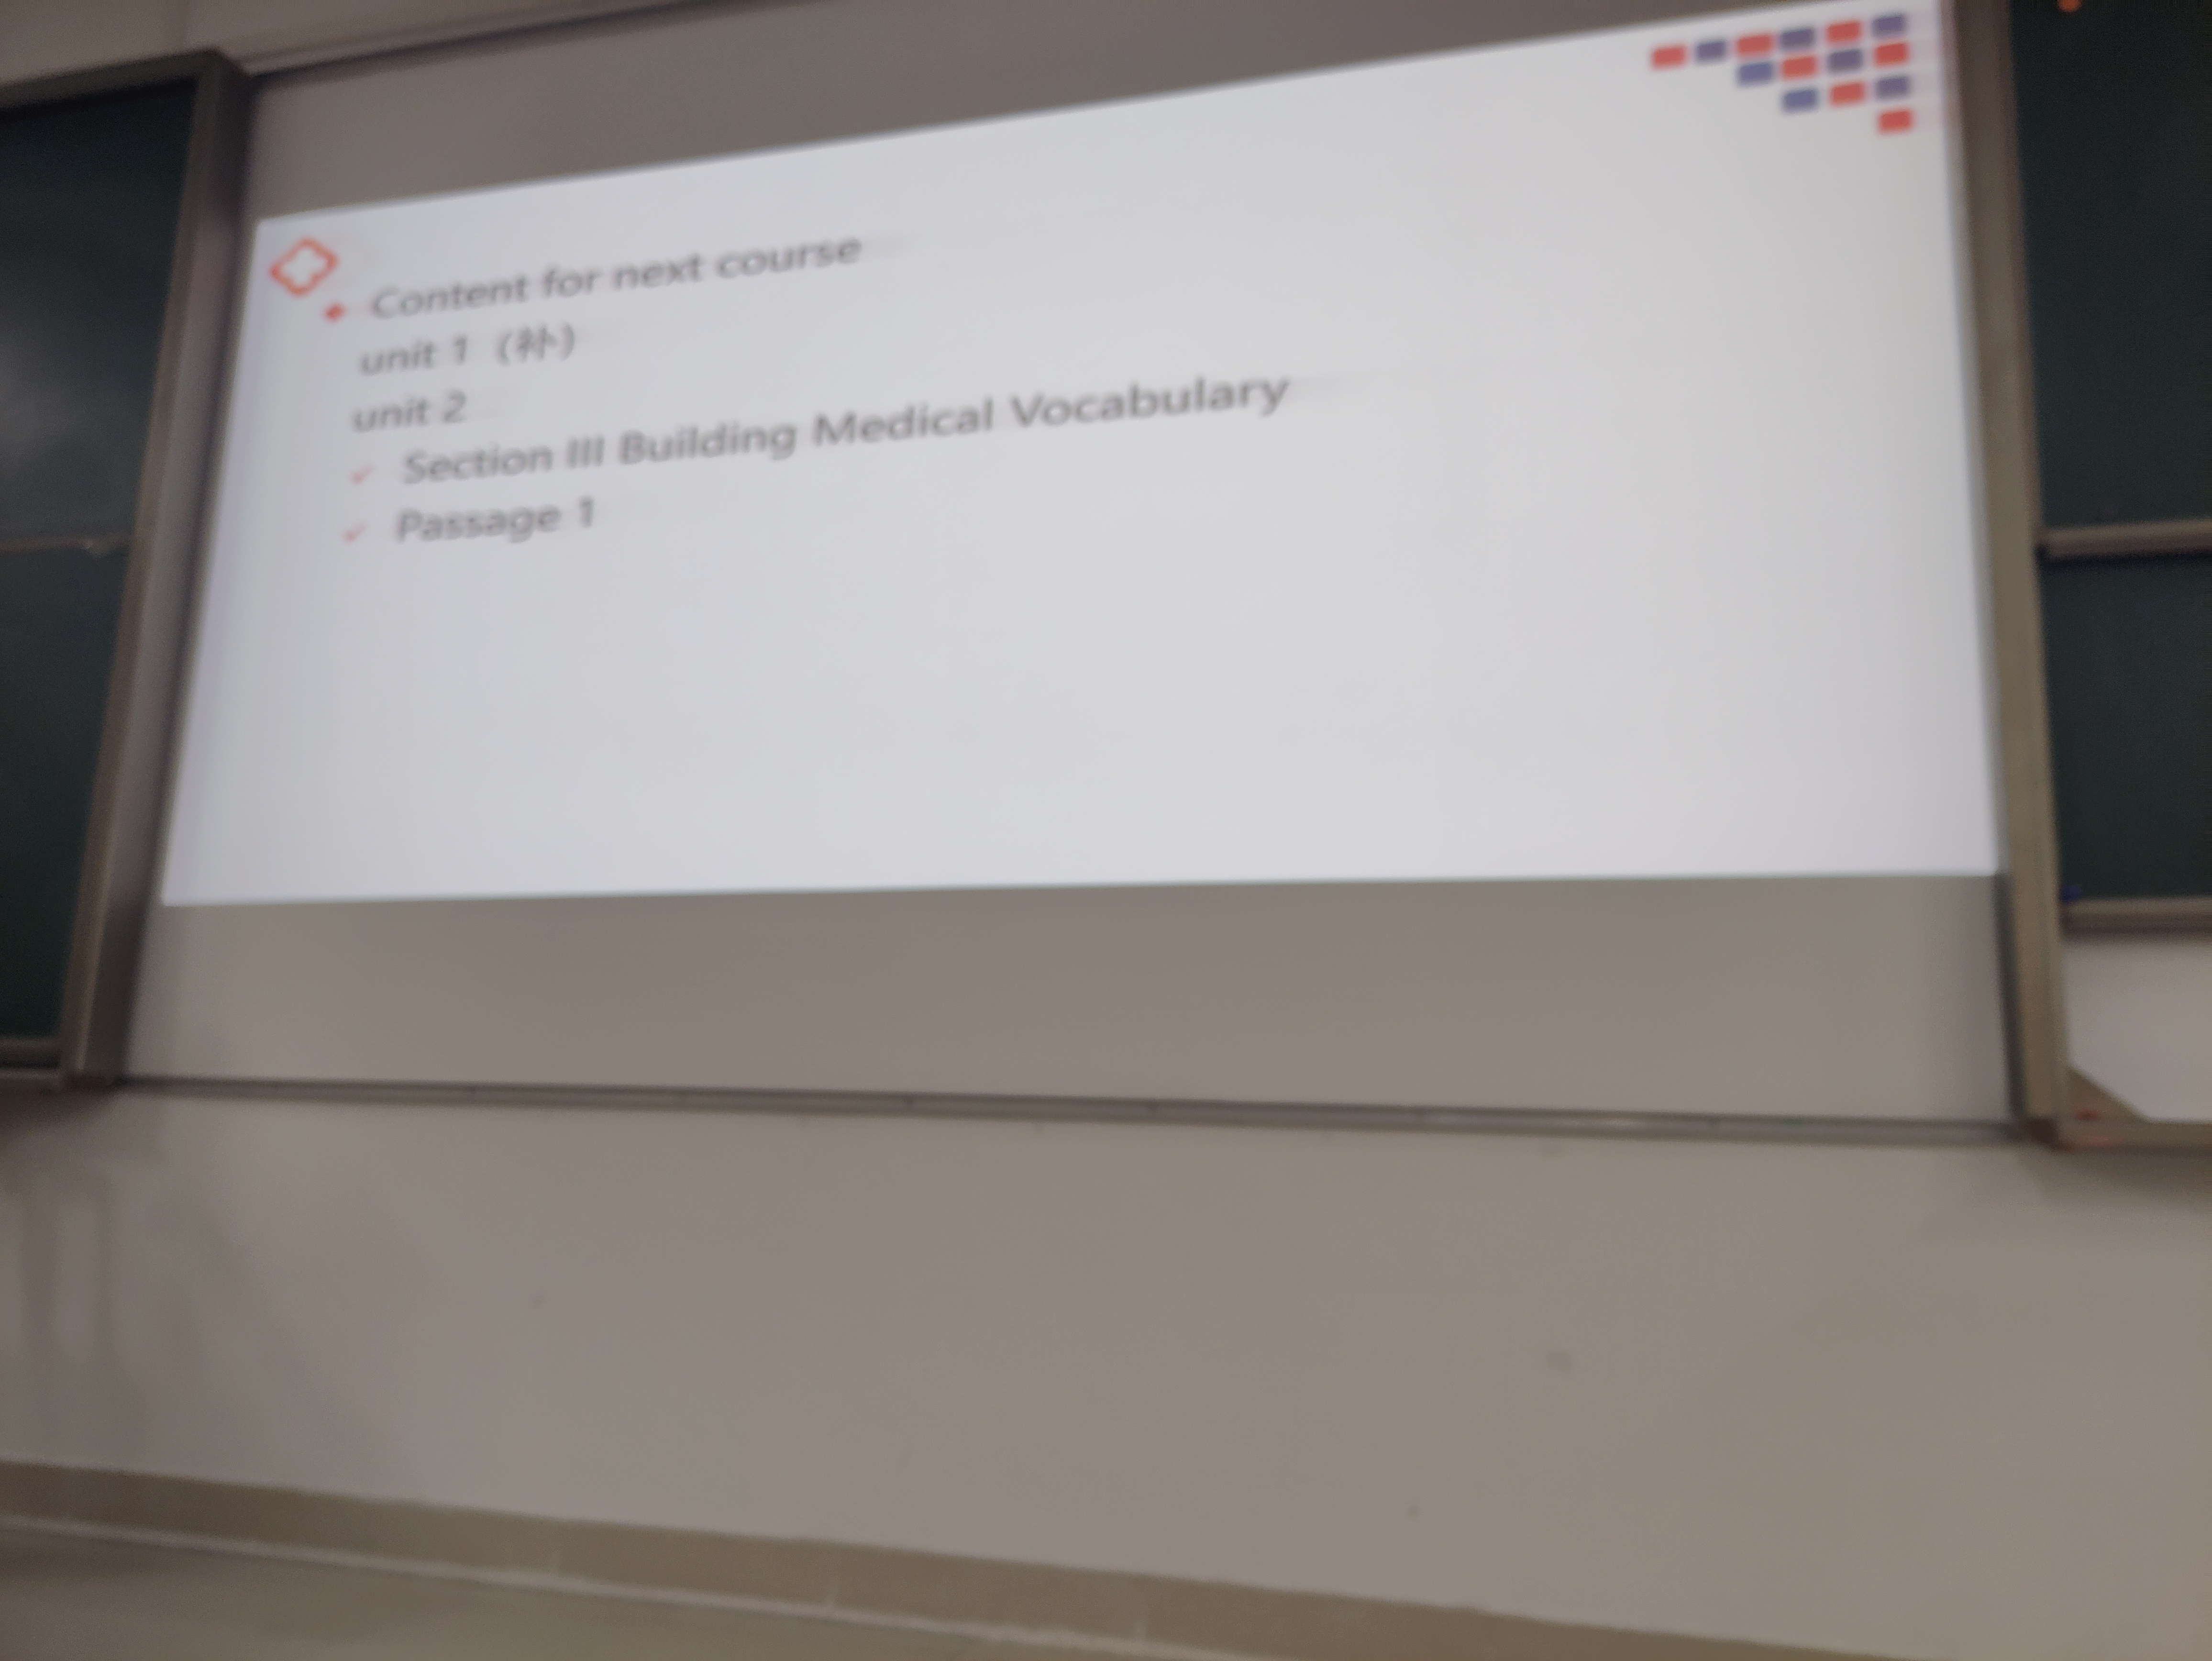 Content for next course
unit 1（补）
unit 2
Section III Building Medical Vocabulary
Passage 1